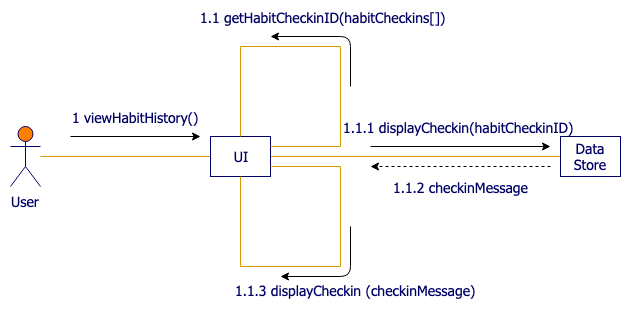 1.1 getHabitCheckinID(habitCheckins[])
1 viewHabitHistory()
1.1.1 displayCheckin(habitCheckinID)
UI
Data
Store
1.1.2 checkinMessage
User
1.1.3 displayCheckin (checkinMessage)